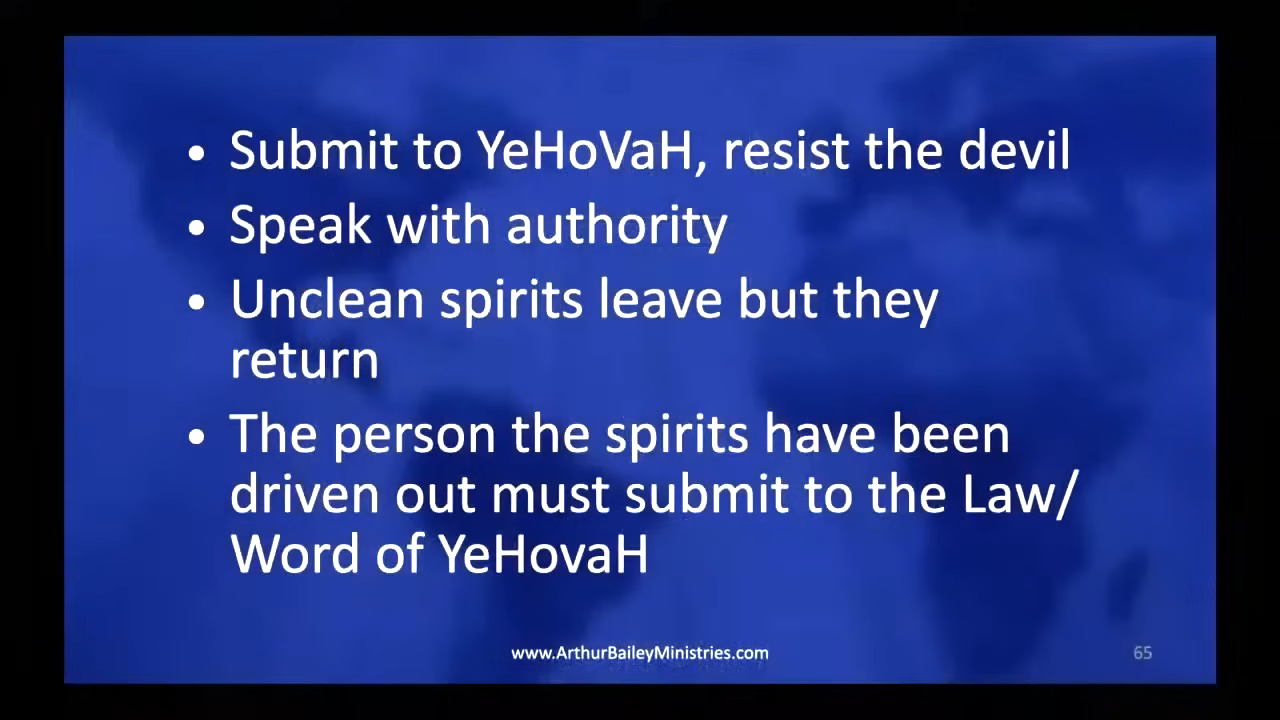 • Submit to YeHoVaH, resist the devil
• Speak with authority
• Unclean spirits leave but they
return
• The person the spirits have been
driven out must submit to the Law/
Word of YeHovaH
www.ArthurBaileyMinistries.com
65